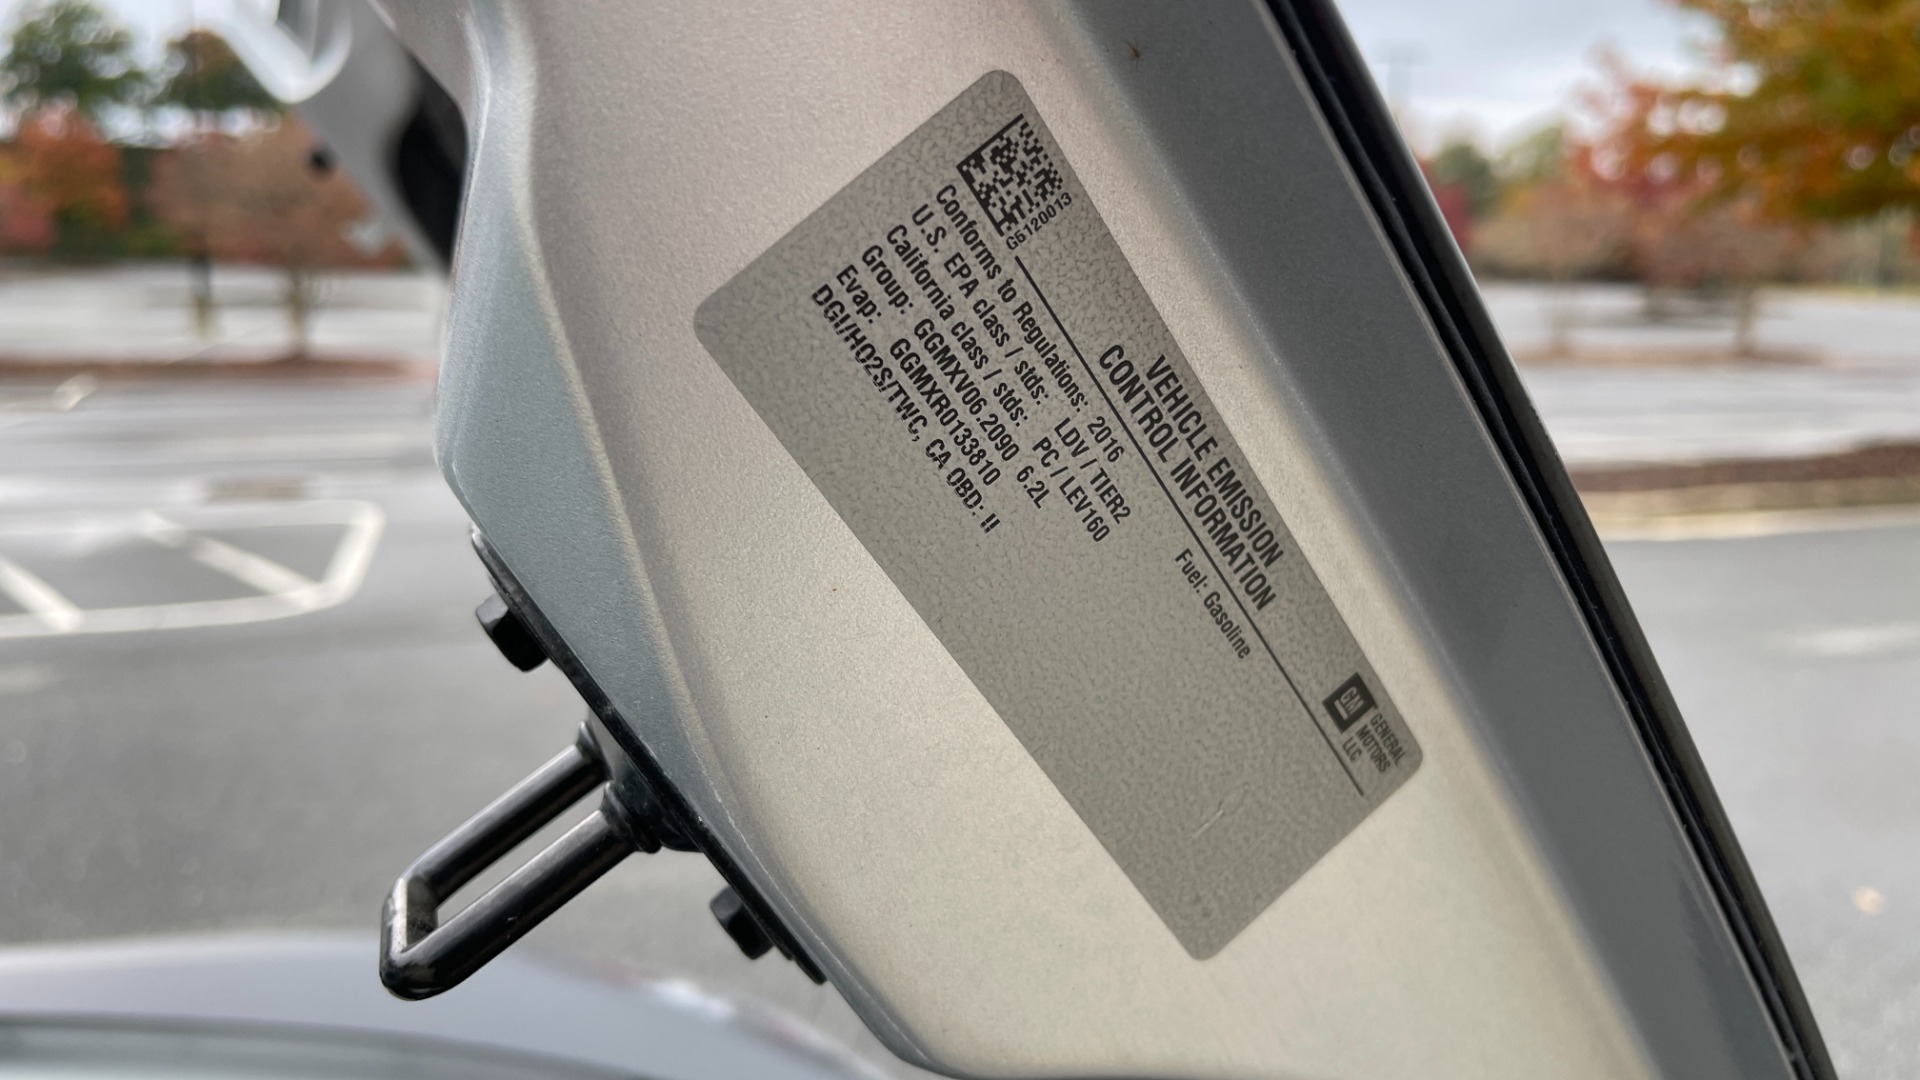 G6120013
VEHICLE EMISSION
CONTROL INFORMATION
GM
GENERAL
MOTORS
LLC
Conforms to Regulations: 2016
Fuel: Gasoline
U.S. EPA class / stds: LDV / TIER2
California class / stds: PC / LEV160
Group: GGMXV06.2090 6.2L
Evap: GGMXR0133810
DGI/HO2S/TWC, CA OBD: II